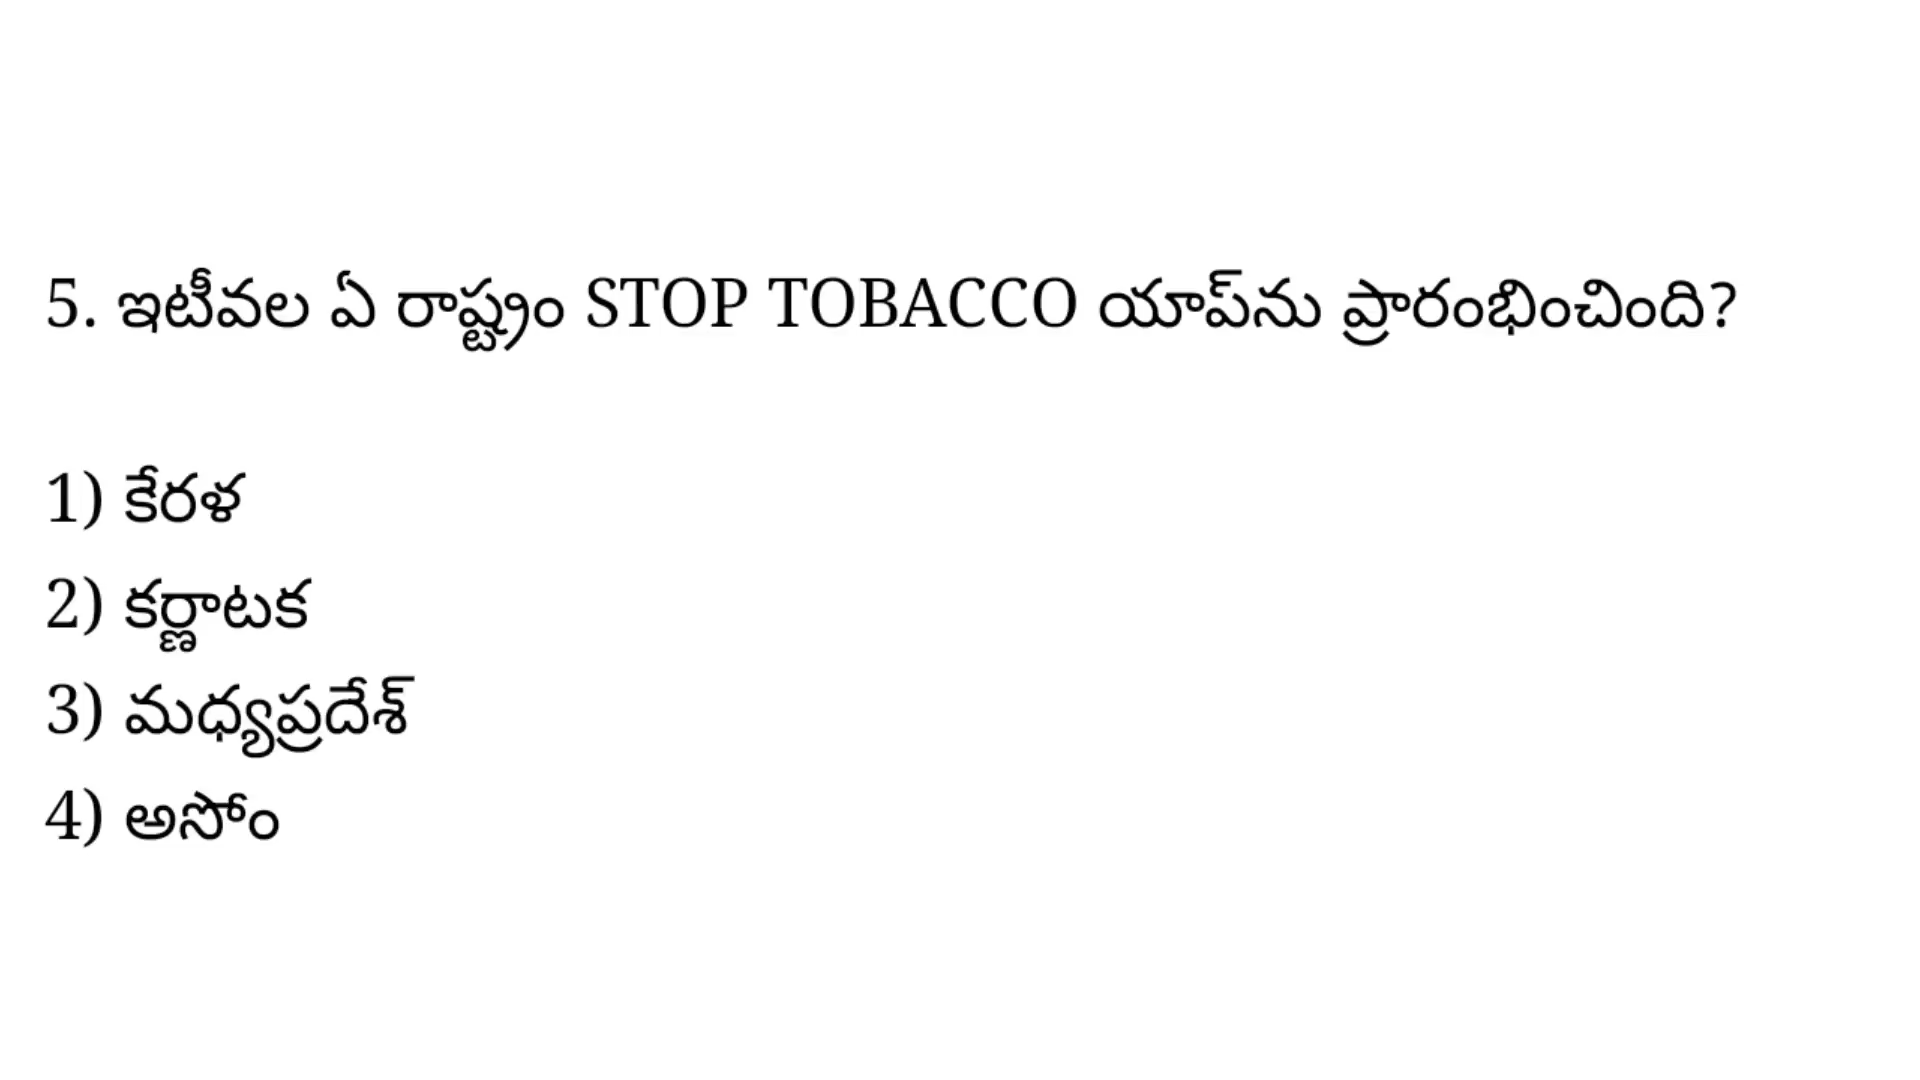 5. ఇటీవల ఏ రాష్ట్రం STOP TOBACCO యాప్‌ను ప్రారంభించింది?
1) కేరళ
2) కర్ణాటక
3) మధ్యప్రదేశ్
4) అసోం